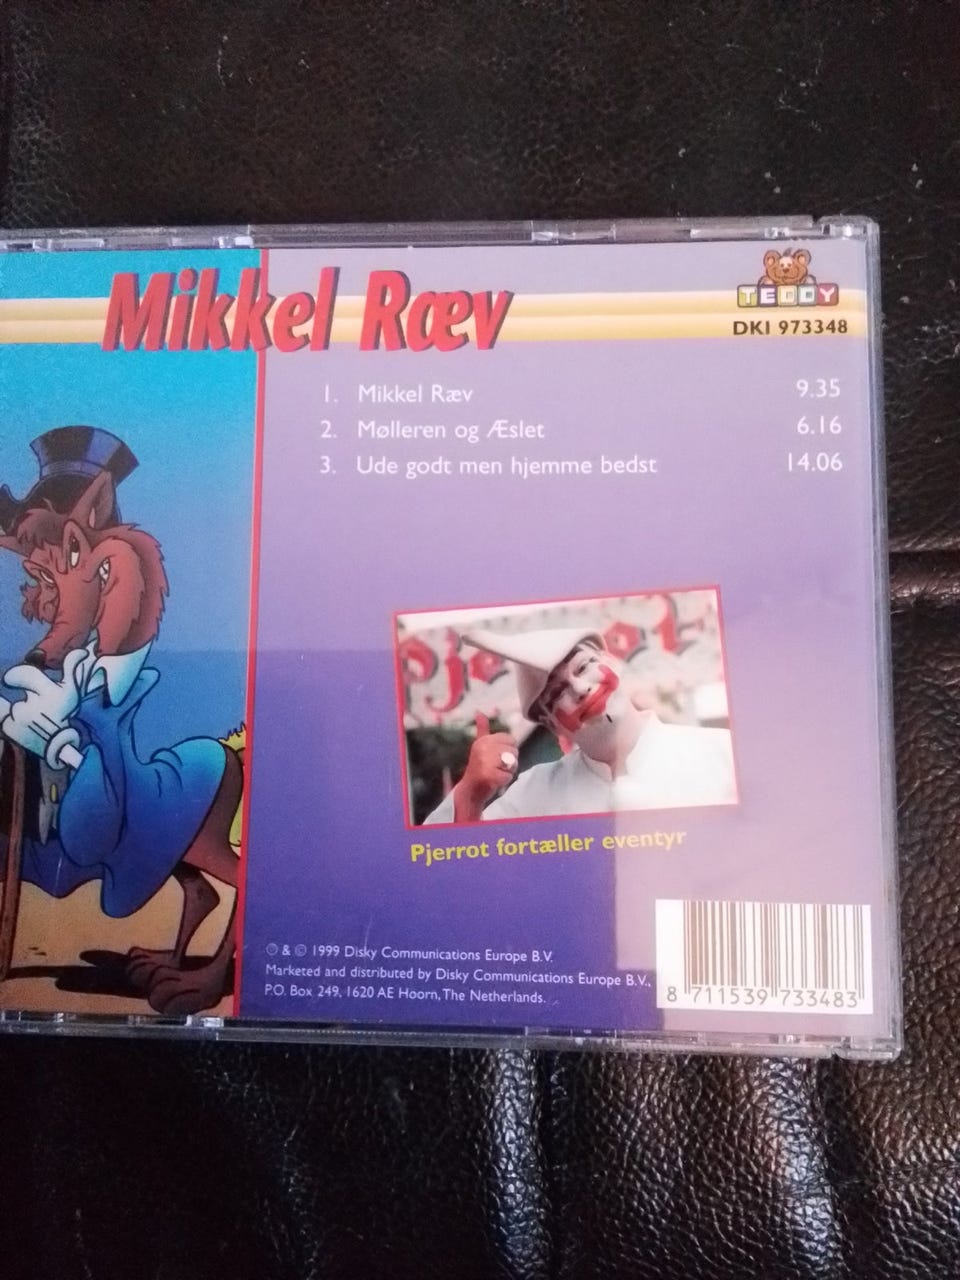 Mikkel Ræv
TEDDY
DKI 973348
1. Mikkel Ræv 9.35
2. Mølleren og Æslet 6.16
3. Ude godt men hjemme bedst 14.06
pjerrot
Pjerrot fortæller eventyr
℗ & © 1999 Disky Communications Europe B.V.
Marketed and distributed by Disky Communications Europe B.V.,
P.O. Box 249, 1620 AE Hoorn, The Netherlands.
8 711539 733483